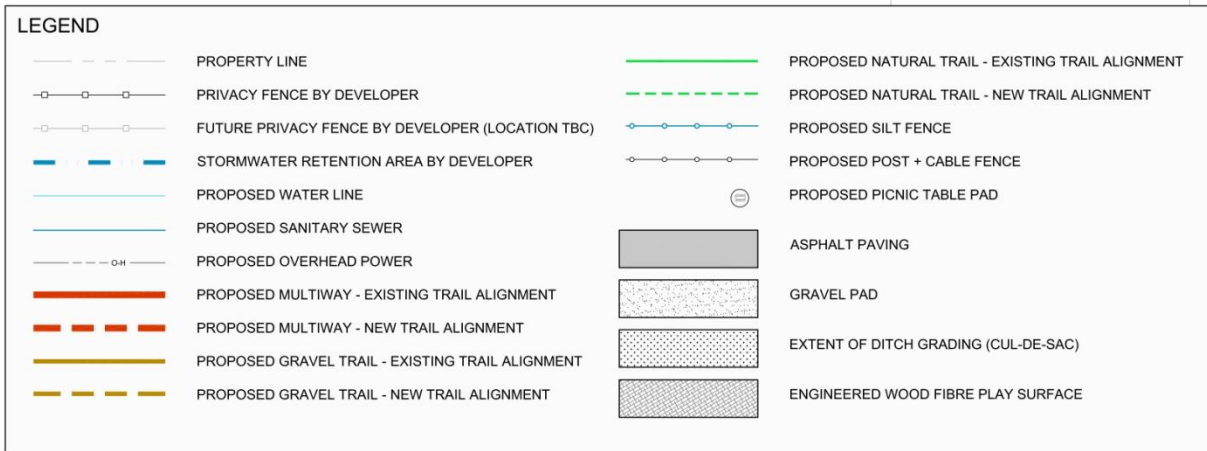 LEGEND
PROPERTY LINE
PRIVACY FENCE BY DEVELOPER
FUTURE PRIVACY FENCE BY DEVELOPER (LOCATION TBC)
STORMWATER RETENTION AREA BY DEVELOPER
PROPOSED WATER LINE
PROPOSED SANITARY SEWER
O-H PROPOSED OVERHEAD POWER
PROPOSED MULTIWAY - EXISTING TRAIL ALIGNMENT
PROPOSED MULTIWAY - NEW TRAIL ALIGNMENT
PROPOSED GRAVEL TRAIL - EXISTING TRAIL ALIGNMENT
PROPOSED GRAVEL TRAIL - NEW TRAIL ALIGNMENT
PROPOSED NATURAL TRAIL - EXISTING TRAIL ALIGNMENT
PROPOSED NATURAL TRAIL - NEW TRAIL ALIGNMENT
PROPOSED SILT FENCE
PROPOSED POST + CABLE FENCE
PROPOSED PICNIC TABLE PAD
ASPHALT PAVING
GRAVEL PAD
EXTENT OF DITCH GRADING (CUL-DE-SAC)
ENGINEERED WOOD FIBRE PLAY SURFACE